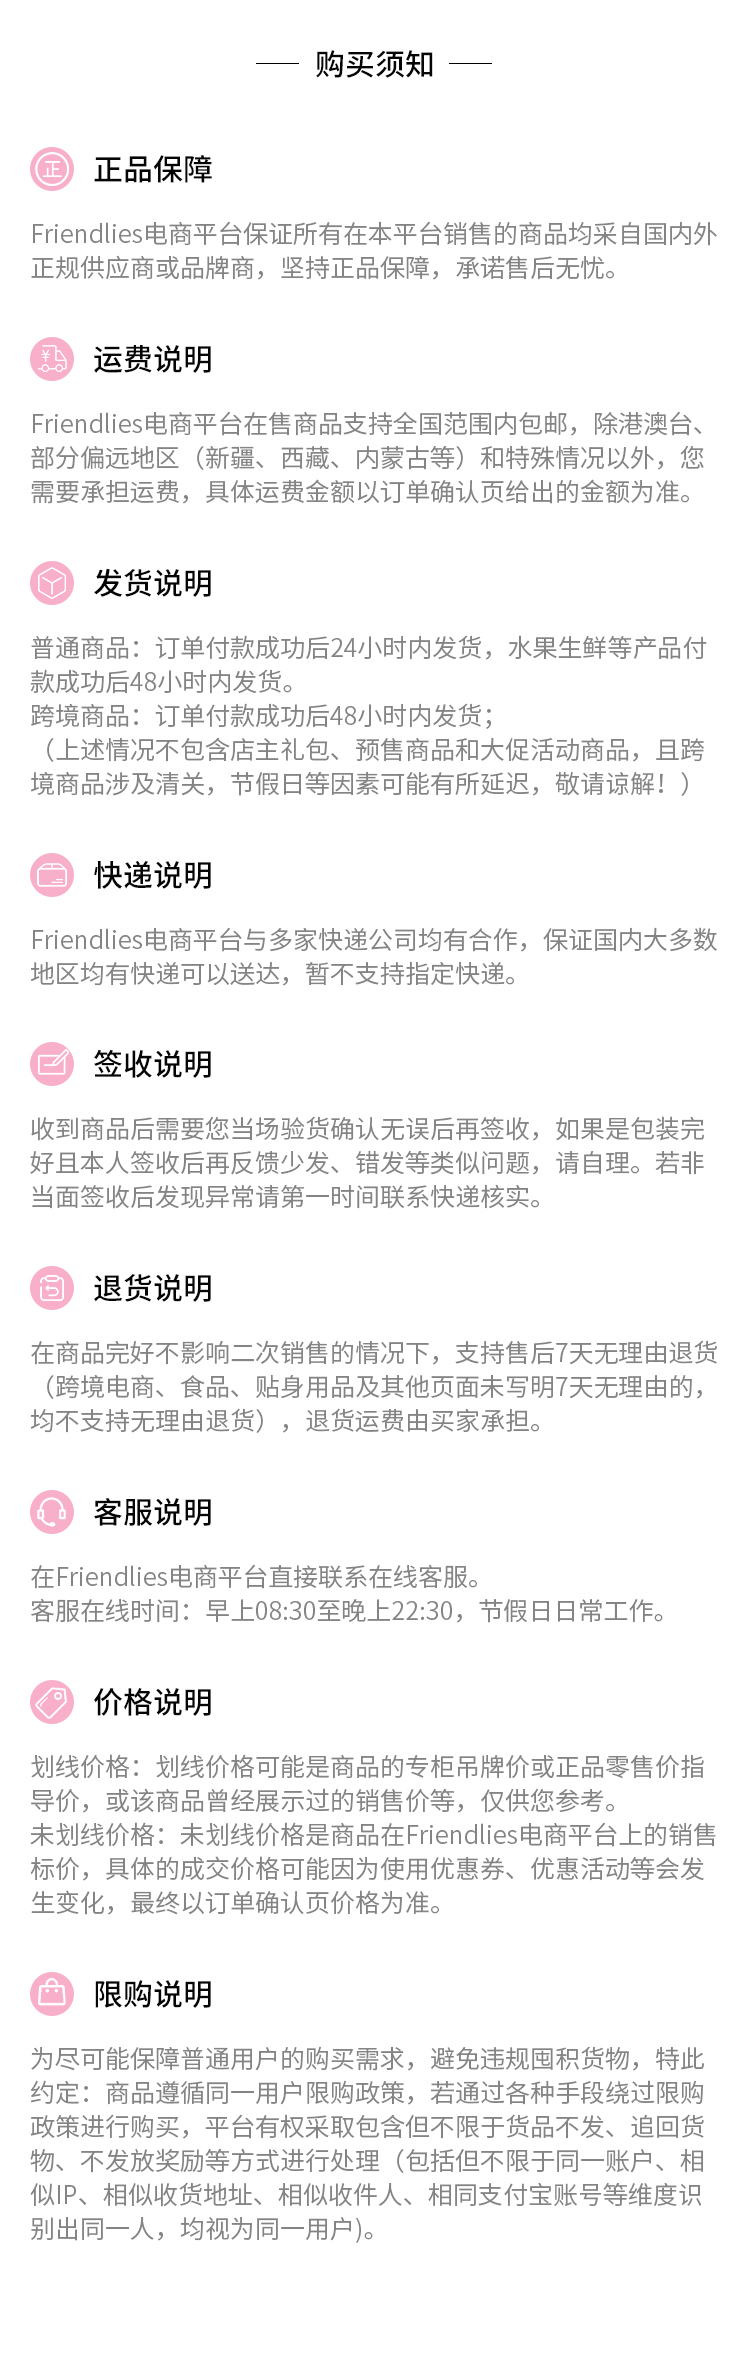 购买须知
正 正品保障
Friendlies电商平台保证所有在本平台销售的商品均采自国内外
正规供应商或品牌商，坚持正品保障，承诺售后无忧。
¥ 运费说明
Friendlies电商平台在售商品支持全国范围内包邮，除港澳台、
部分偏远地区（新疆、西藏、内蒙古等）和特殊情况以外，您
需要承担运费，具体运费金额以订单确认页给出的金额为准。
发货说明
普通商品：订单付款成功后24小时内发货，水果生鲜等产品付
款成功后48小时内发货。
跨境商品：订单付款成功后48小时内发货；
（上述情况不包含店主礼包、预售商品和大促活动商品，且跨
境商品涉及清关，节假日等因素可能有所延迟，敬请谅解！）
快递说明
Friendlies电商平台与多家快递公司均有合作，保证国内大多数
地区均有快递可以送达，暂不支持指定快递。
签收说明
收到商品后需要您当场验货确认无误后再签收，如果是包装完
好且本人签收后再反馈少发、错发等类似问题，请自理。若非
当面签收后发现异常请第一时间联系快递核实。
退货说明
在商品完好不影响二次销售的情况下，支持售后7天无理由退货
（跨境电商、食品、贴身用品及其他页面未写明7天无理由的，
均不支持无理由退货），退货运费由买家承担。
客服说明
在Friendlies电商平台直接联系在线客服。
客服在线时间：早上08:30至晚上22:30，节假日日常工作。
价格说明
划线价格：划线价格可能是商品的专柜吊牌价或正品零售价指
导价，或该商品曾经展示过的销售价等，仅供您参考。
未划线价格：未划线价格是商品在Friendlies电商平台上的销售
标价，具体的成交价格可能因为使用优惠券、优惠活动等会发
生变化，最终以订单确认页价格为准。
限购说明
为尽可能保障普通用户的购买需求，避免违规囤积货物，特此
约定：商品遵循同一用户限购政策，若通过各种手段绕过限购
政策进行购买，平台有权采取包含但不限于货品不发、追回货
物、不发放奖励等方式进行处理（包括但不限于同一账户、相
似IP、相似收货地址、相似收件人、相同支付宝账号等维度识
别出同一人，均视为同一用户)。